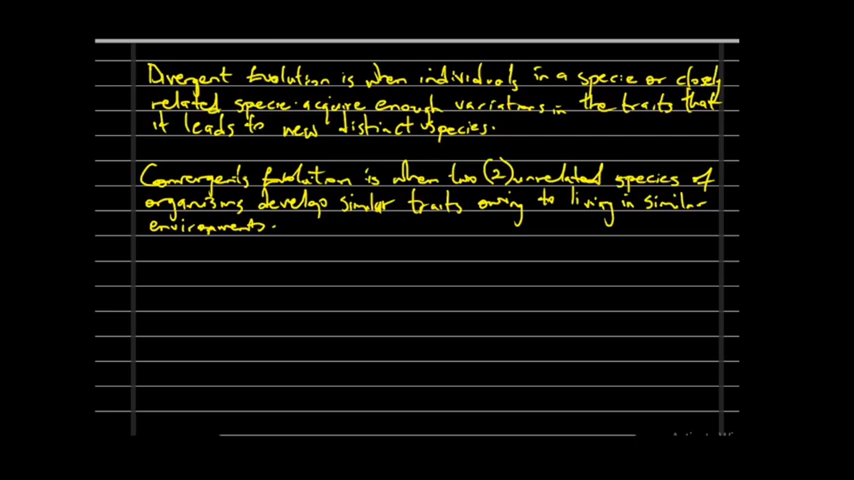 Divergent Evolution is when individuals in a specie or closely
related specie acquire enough variations in the traits that
it leads to new distinct species.
Convergents Evolution is when two (2) unrelated species of
organisms develop similar traits owing to living in similar
environments.